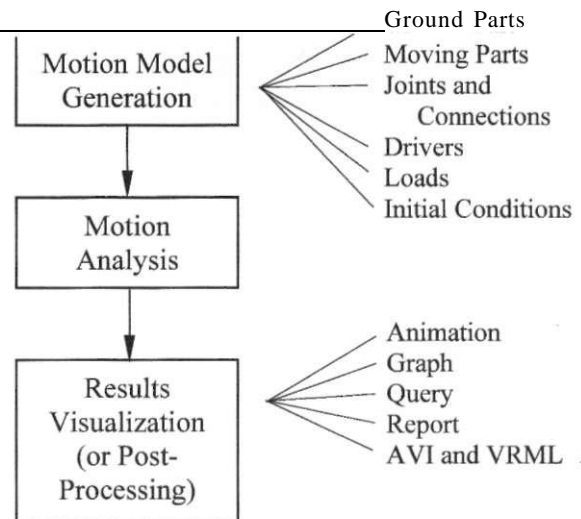 Ground Parts
Motion Model
Generation
Moving Parts
Joints and
Connections
Drivers
Loads
Initial Conditions
Motion
Analysis
Results
Visualization
(or Post-
Processing)
Animation
Graph
Query
Report
AVI and VRML